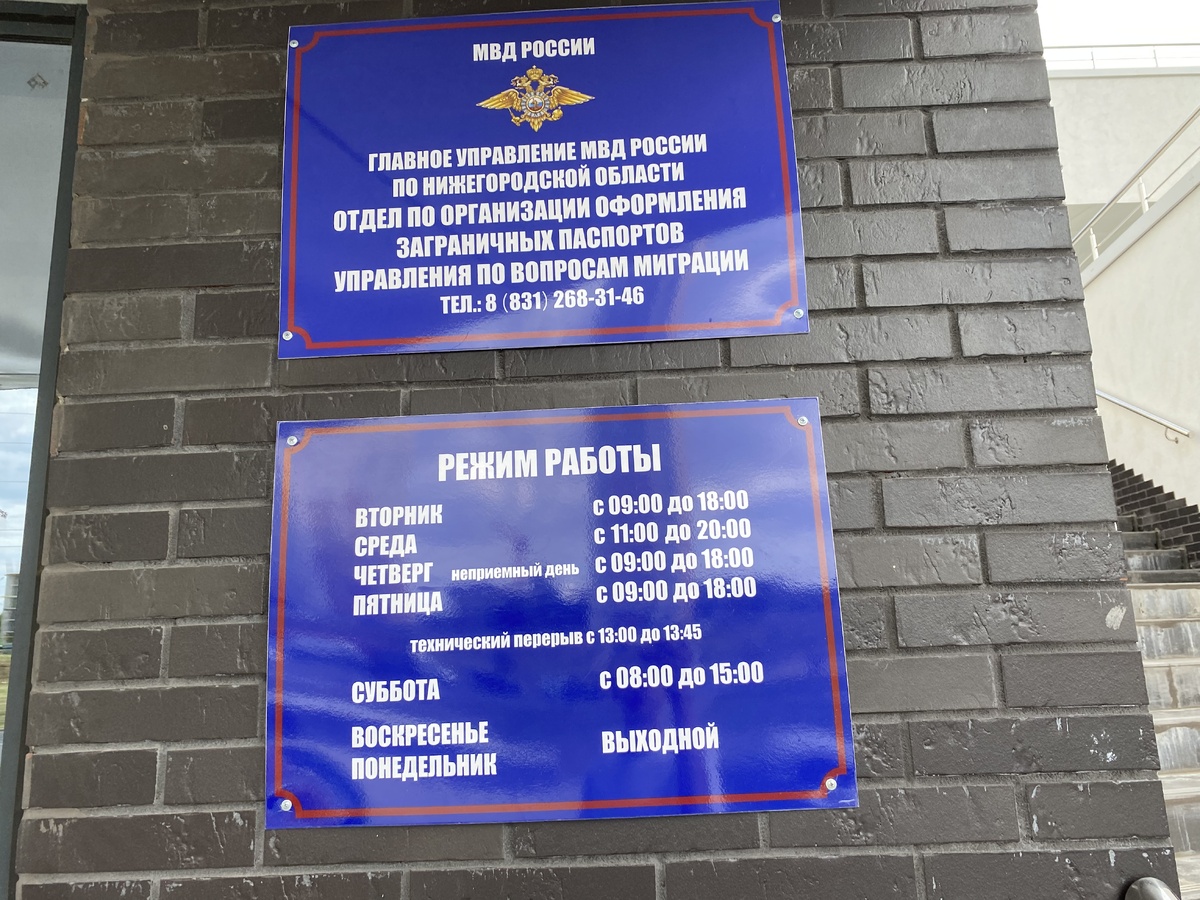 МВД РОССИИ
ГЛАВНОЕ УПРАВЛЕНИЕ МВД РОССИИ
ПО НИЖЕГОРОДСКОЙ ОБЛАСТИ
ОТДЕЛ ПО ОРГАНИЗАЦИИ ОФОРМЛЕНИЯ
ЗАГРАНИЧНЫХ ПАСПОРТОВ
УПРАВЛЕНИЯ ПО ВОПРОСАМ МИГРАЦИИ
ТЕЛ.: 8 (831) 268-31-46
РЕЖИМ РАБОТЫ
ВТОРНИК с 09:00 до 18:00
СРЕДА с 11:00 до 20:00
ЧЕТВЕРГ неприемный день с 09:00 до 18:00
ПЯТНИЦА с 09:00 до 18:00
технический перерыв с 13:00 до 13:45
СУББОТА с 08:00 до 15:00
ВОСКРЕСЕНЬЕ ВЫХОДНОЙ
ПОНЕДЕЛЬНИК